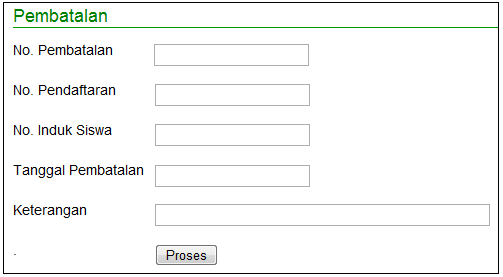 Pembatalan
No. Pembatalan
No. Pendaftaran
No. Induk Siswa
Tanggal Pembatalan
Keterangan
. Proses